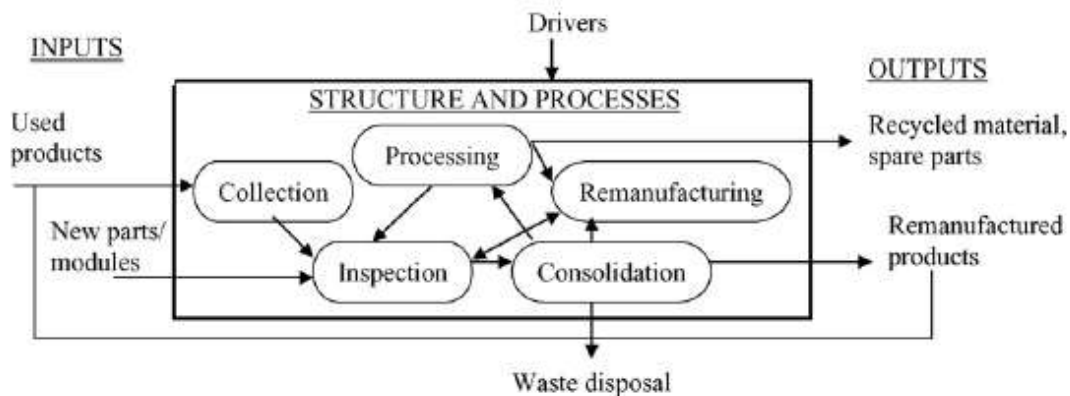 Drivers
INPUTS
OUTPUTS
STRUCTURE AND PROCESSES
Used
products
Recycled material,
spare parts
Processing
Collection
Remanufacturing
New parts/
modules
Remanufactured
products
Inspection
Consolidation
Waste disposal